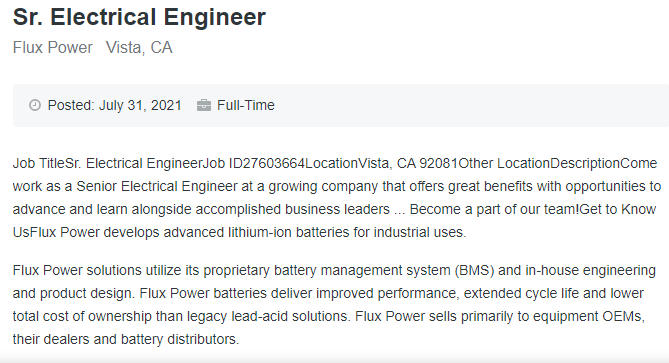 Sr. Electrical Engineer
Flux Power Vista, CA
Posted: July 31, 2021 Full-Time
Job TitleSr. Electrical EngineerJob ID27603664LocationVista, CA 92081Other LocationDescriptionCome
work as a Senior Electrical Engineer at a growing company that offers great benefits with opportunities to
advance and learn alongside accomplished business leaders ... Become a part of our team!Get to Know
UsFlux Power develops advanced lithium-ion batteries for industrial uses.
Flux Power solutions utilize its proprietary battery management system (BMS) and in-house engineering
and product design. Flux Power batteries deliver improved performance, extended cycle life and lower
total cost of ownership than legacy lead-acid solutions. Flux Power sells primarily to equipment OEMs,
their dealers and battery distributors.